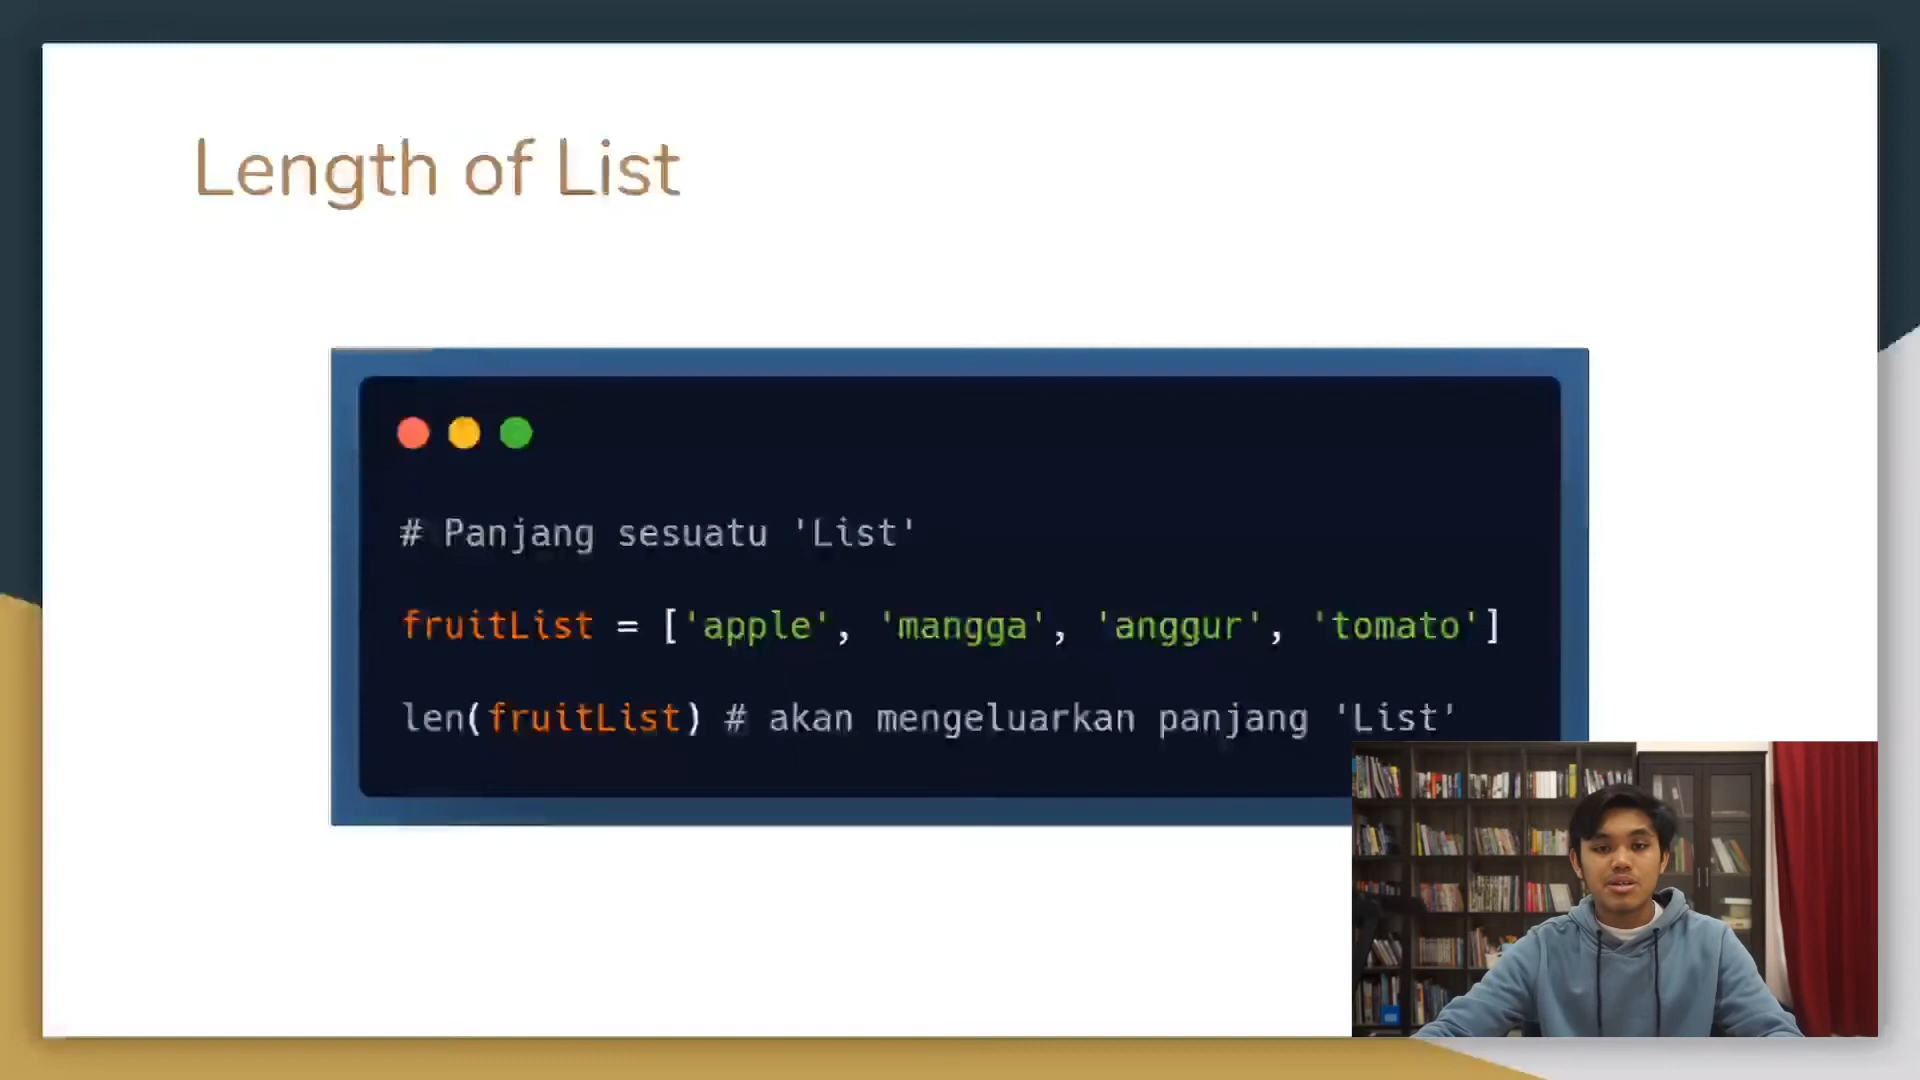 Length of List
# Panjang sesuatu 'List'
fruitList = ['apple', 'mangga', 'anggur', 'tomato']
len(fruitList) # akan mengeluarkan panjang 'List'